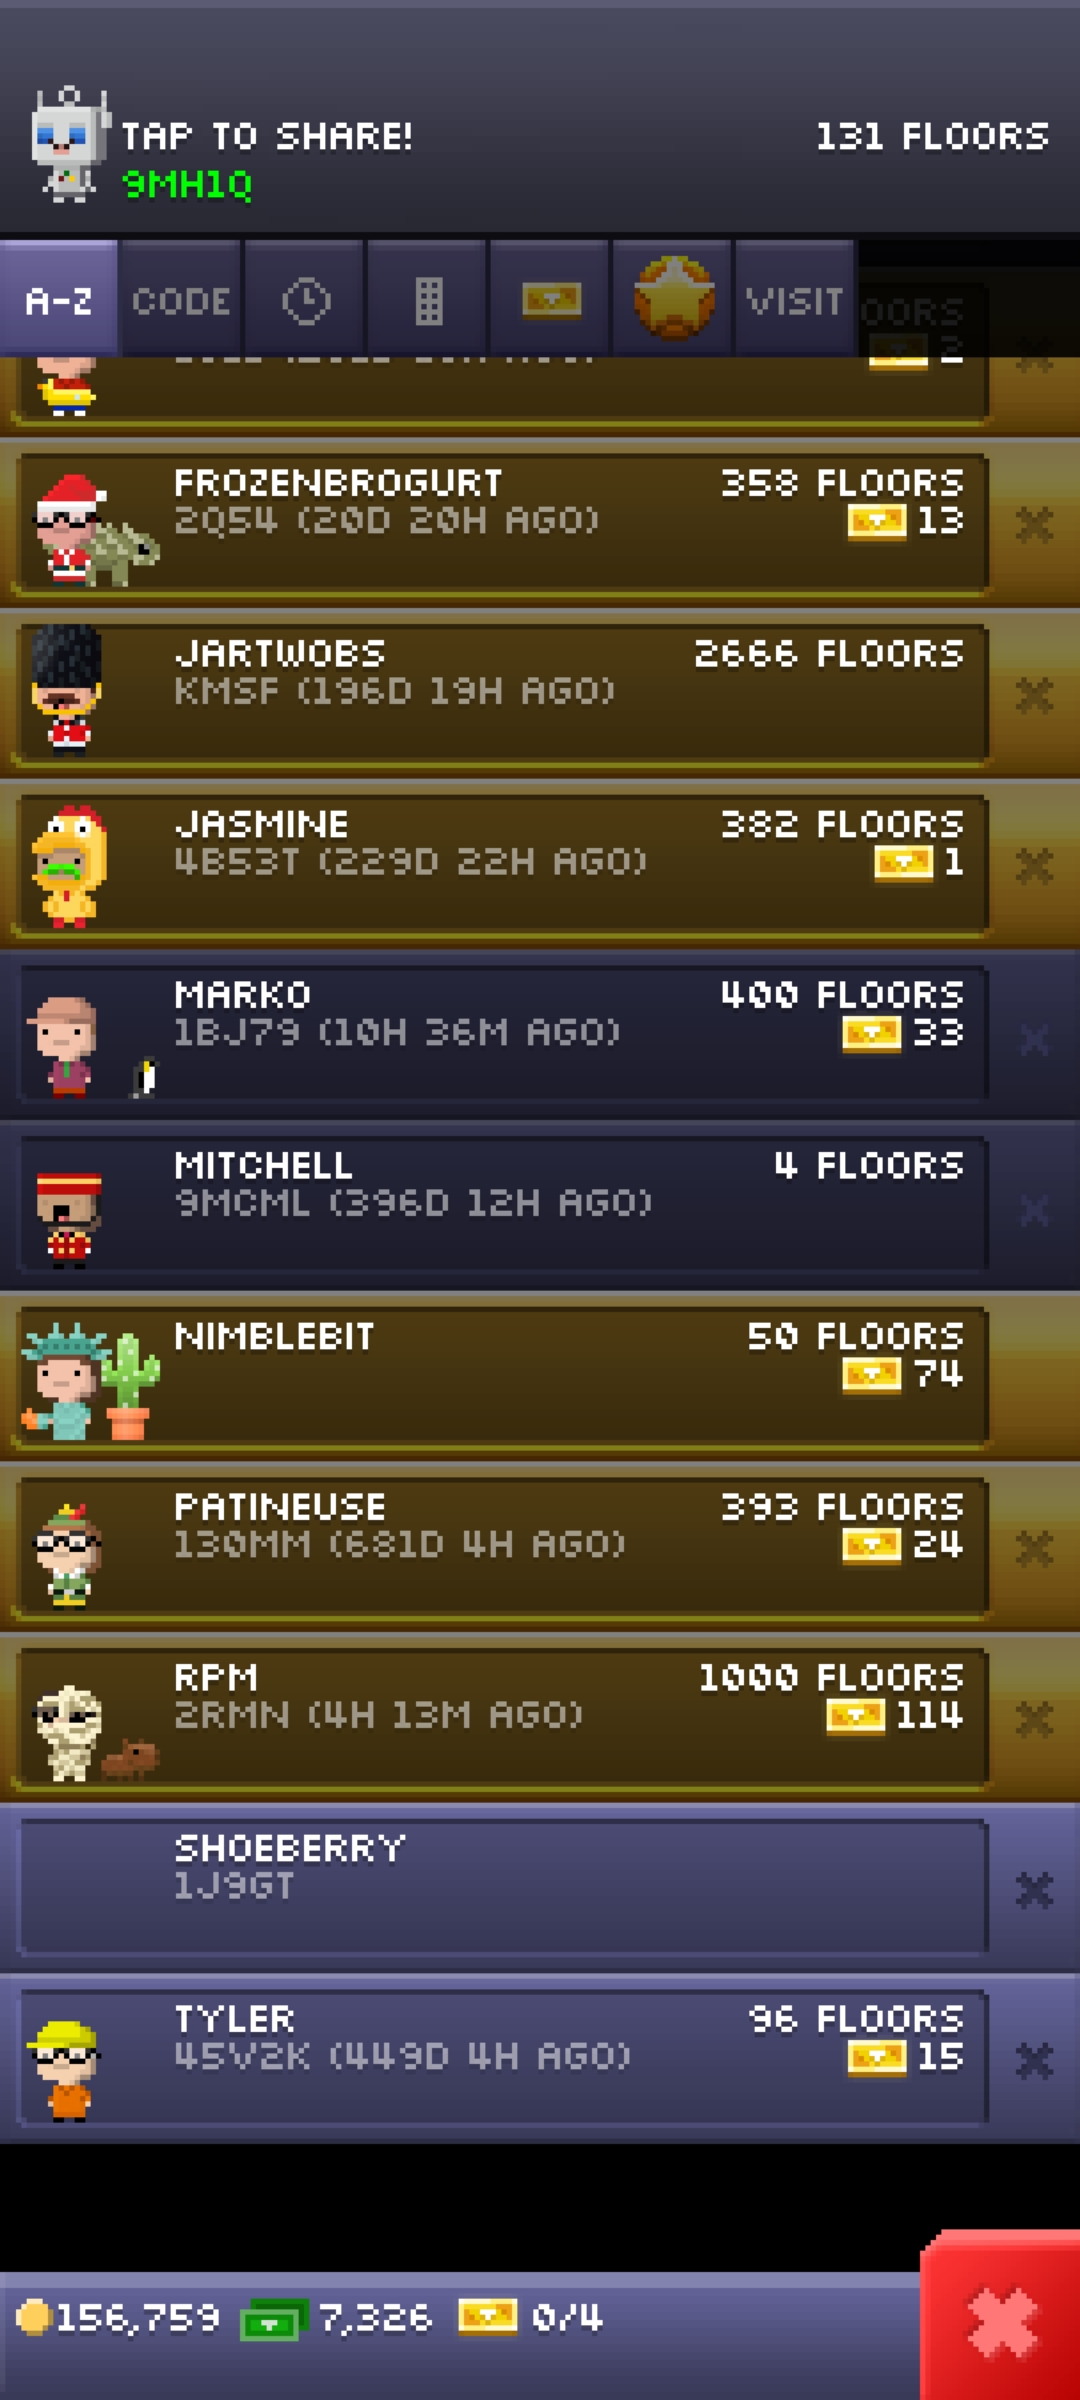 TAP TO SHARE!
131 FLOORS
9MH1Q
A-Z
CODE
VISIT
2
FROZENBROGURT
358 FLOORS
2Q54 (20D 20H AGO)
13
JARTWOBS
2666 FLOORS
KMSF (196D 19H AGO)
JASMINE
382 FLOORS
4B53T (229D 22H AGO)
1
MARKO
400 FLOORS
1BJ79 (10H 36M AGO)
33
MITCHELL
4 FLOORS
9MCML (396D 12H AGO)
NIMBLEBIT
50 FLOORS
74
PATINEUSE
393 FLOORS
130MM (681D 4H AGO)
24
RPM
1000 FLOORS
2RMN (4H 13M AGO)
114
SHOEBERRY
1J9GT
TYLER
96 FLOORS
45V2K (449D 4H AGO)
15
156,759
7,326
0/4